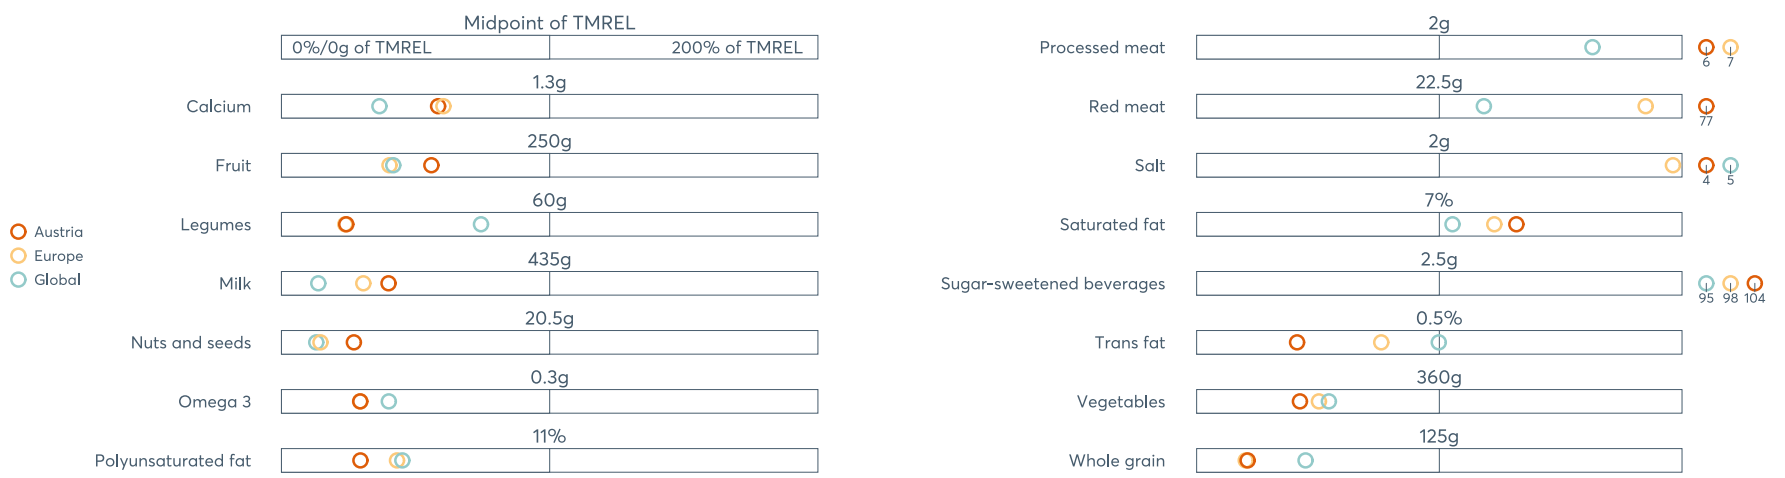 Midpoint of TMREL
0%/0g of TMREL
200% of TMREL
1.3g
Calcium
250g
Fruit
60g
Legumes
435g
Milk
20.5g
Nuts and seeds
0.3g
Omega 3
11%
Polyunsaturated fat
Austria
Europe
Global
2g
Processed meat
6 7
22.5g
Red meat
77
2g
Salt
4 5
7%
Saturated fat
2.5g
Sugar-sweetened beverages
95 98 104
0.5%
Trans fat
360g
Vegetables
125g
Whole grain